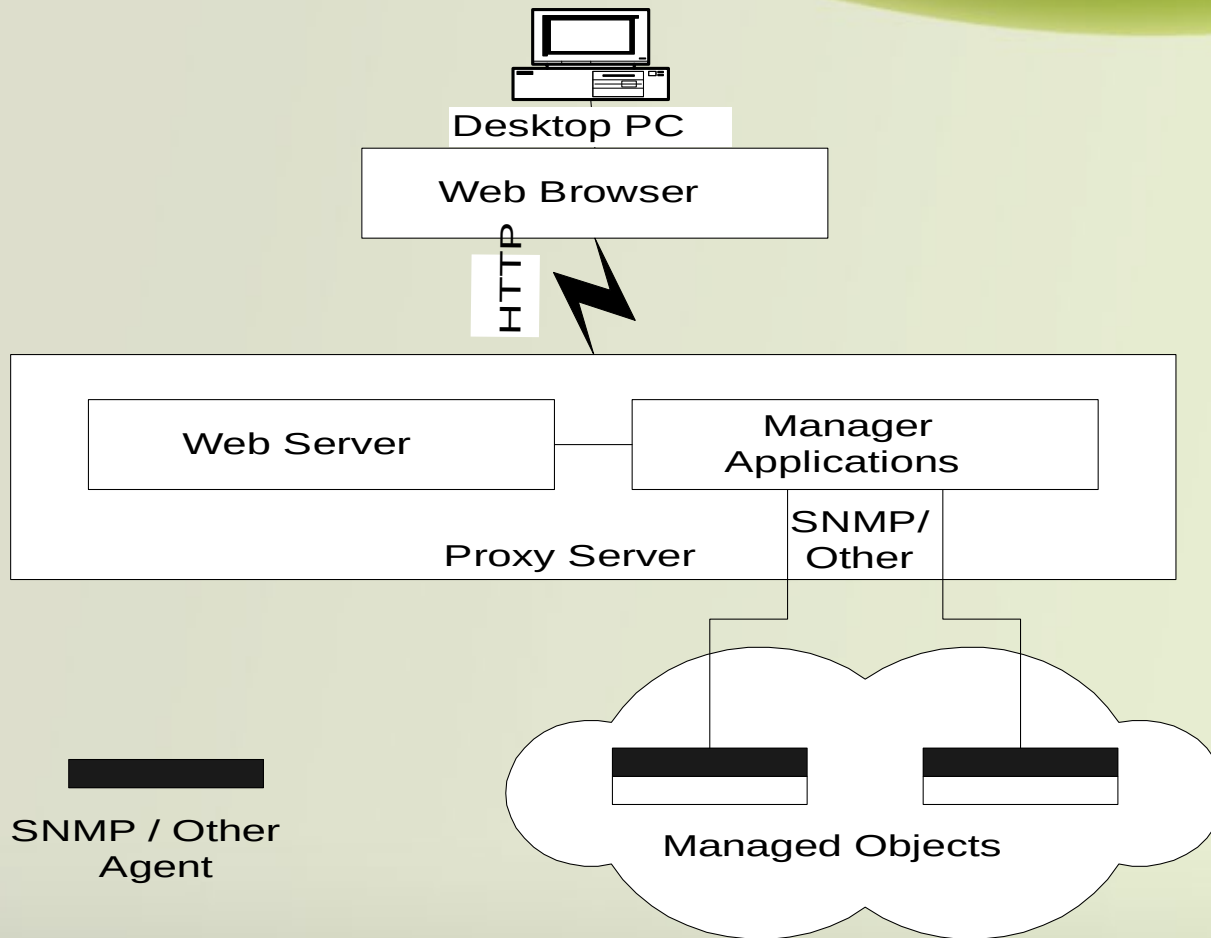 Desktop PC
Web Browser
HTTP
Web Server
Manager
Applications
SNMP/
Other
Proxy Server
SNMP / Other
Agent
Managed Objects